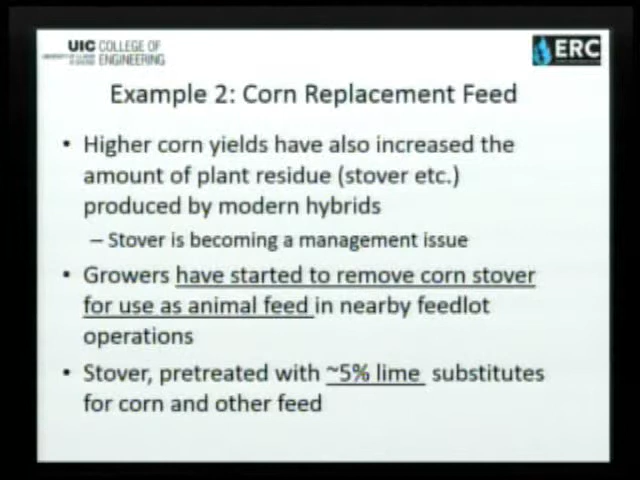 UIC COLLEGE OF
ENGINEERING
ERC
Example 2: Corn Replacement Feed
• Higher corn yields have also increased the
amount of plant residue (stover etc.)
produced by modern hybrids
– Stover is becoming a management issue
• Growers have started to remove corn stover
for use as animal feed in nearby feedlot
operations
• Stover, pretreated with ~5% lime substitutes
for corn and other feed